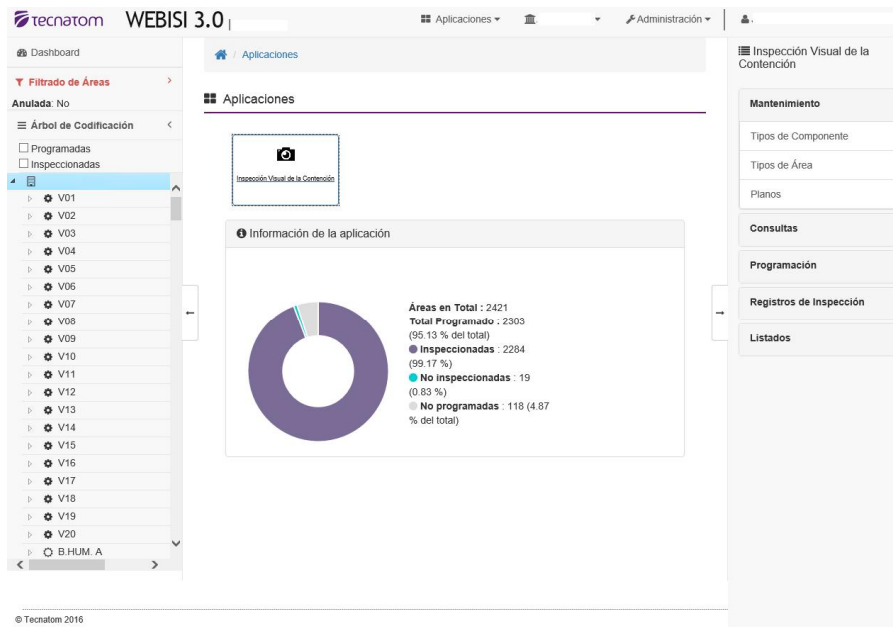 tecnatom WEBISI 3.0
Aplicaciones
Administración
Dashboard
Filtrado de Áreas
Anulada: No
Árbol de Codificación
Programadas
Inspeccionadas
V01
V02
V03
V04
V05
V06
V07
V08
V09
V10
V11
V12
V13
V14
V15
V16
V17
V18
V19
V20
B.HUM. A
/ Aplicaciones
Aplicaciones
Inspección Visual de la Contención
Información de la aplicación
Áreas en Total : 2421
Total Programado : 2303
(95.13 % del total)
Inspeccionadas : 2284
(99.17 %)
No inspeccionadas : 19
(0.83 %)
No programadas : 118 (4.87
% del total)
Inspección Visual de la
Contención
Mantenimiento
Tipos de Componente
Tipos de Área
Planos
Consultas
Programación
Registros de Inspección
Listados
© Tecnatom 2016